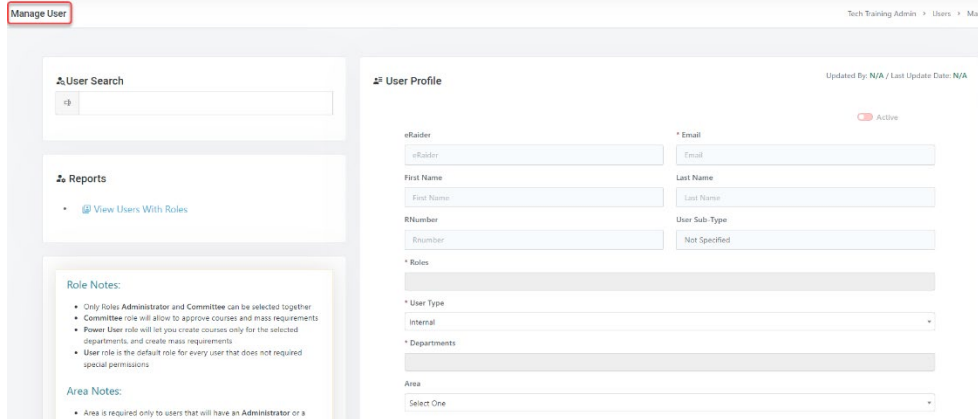 Manage User
Tech Training Admin › Users › Ma
User Search
User Profile
Updated By: N/A / Last Update Date: N/A
Active
eRaider
* Email
eRaider
Email
First Name
Last Name
First Name
Last Name
RNumber
User Sub-Type
Rnumber
Not Specified
* Roles
* User Type
Internal
* Departments
Area
Select One
Reports
• View Users With Roles
Role Notes:
• Only Roles Administrator and Committee can be selected together
• Committee role will allow to approve courses and mass requirements
• Power User role will let you create courses only for the selected
departments, and create mass requirements
• User role is the default role for every user that does not required
special permissions
Area Notes:
• Area is required only to users that will have an Administrator or a